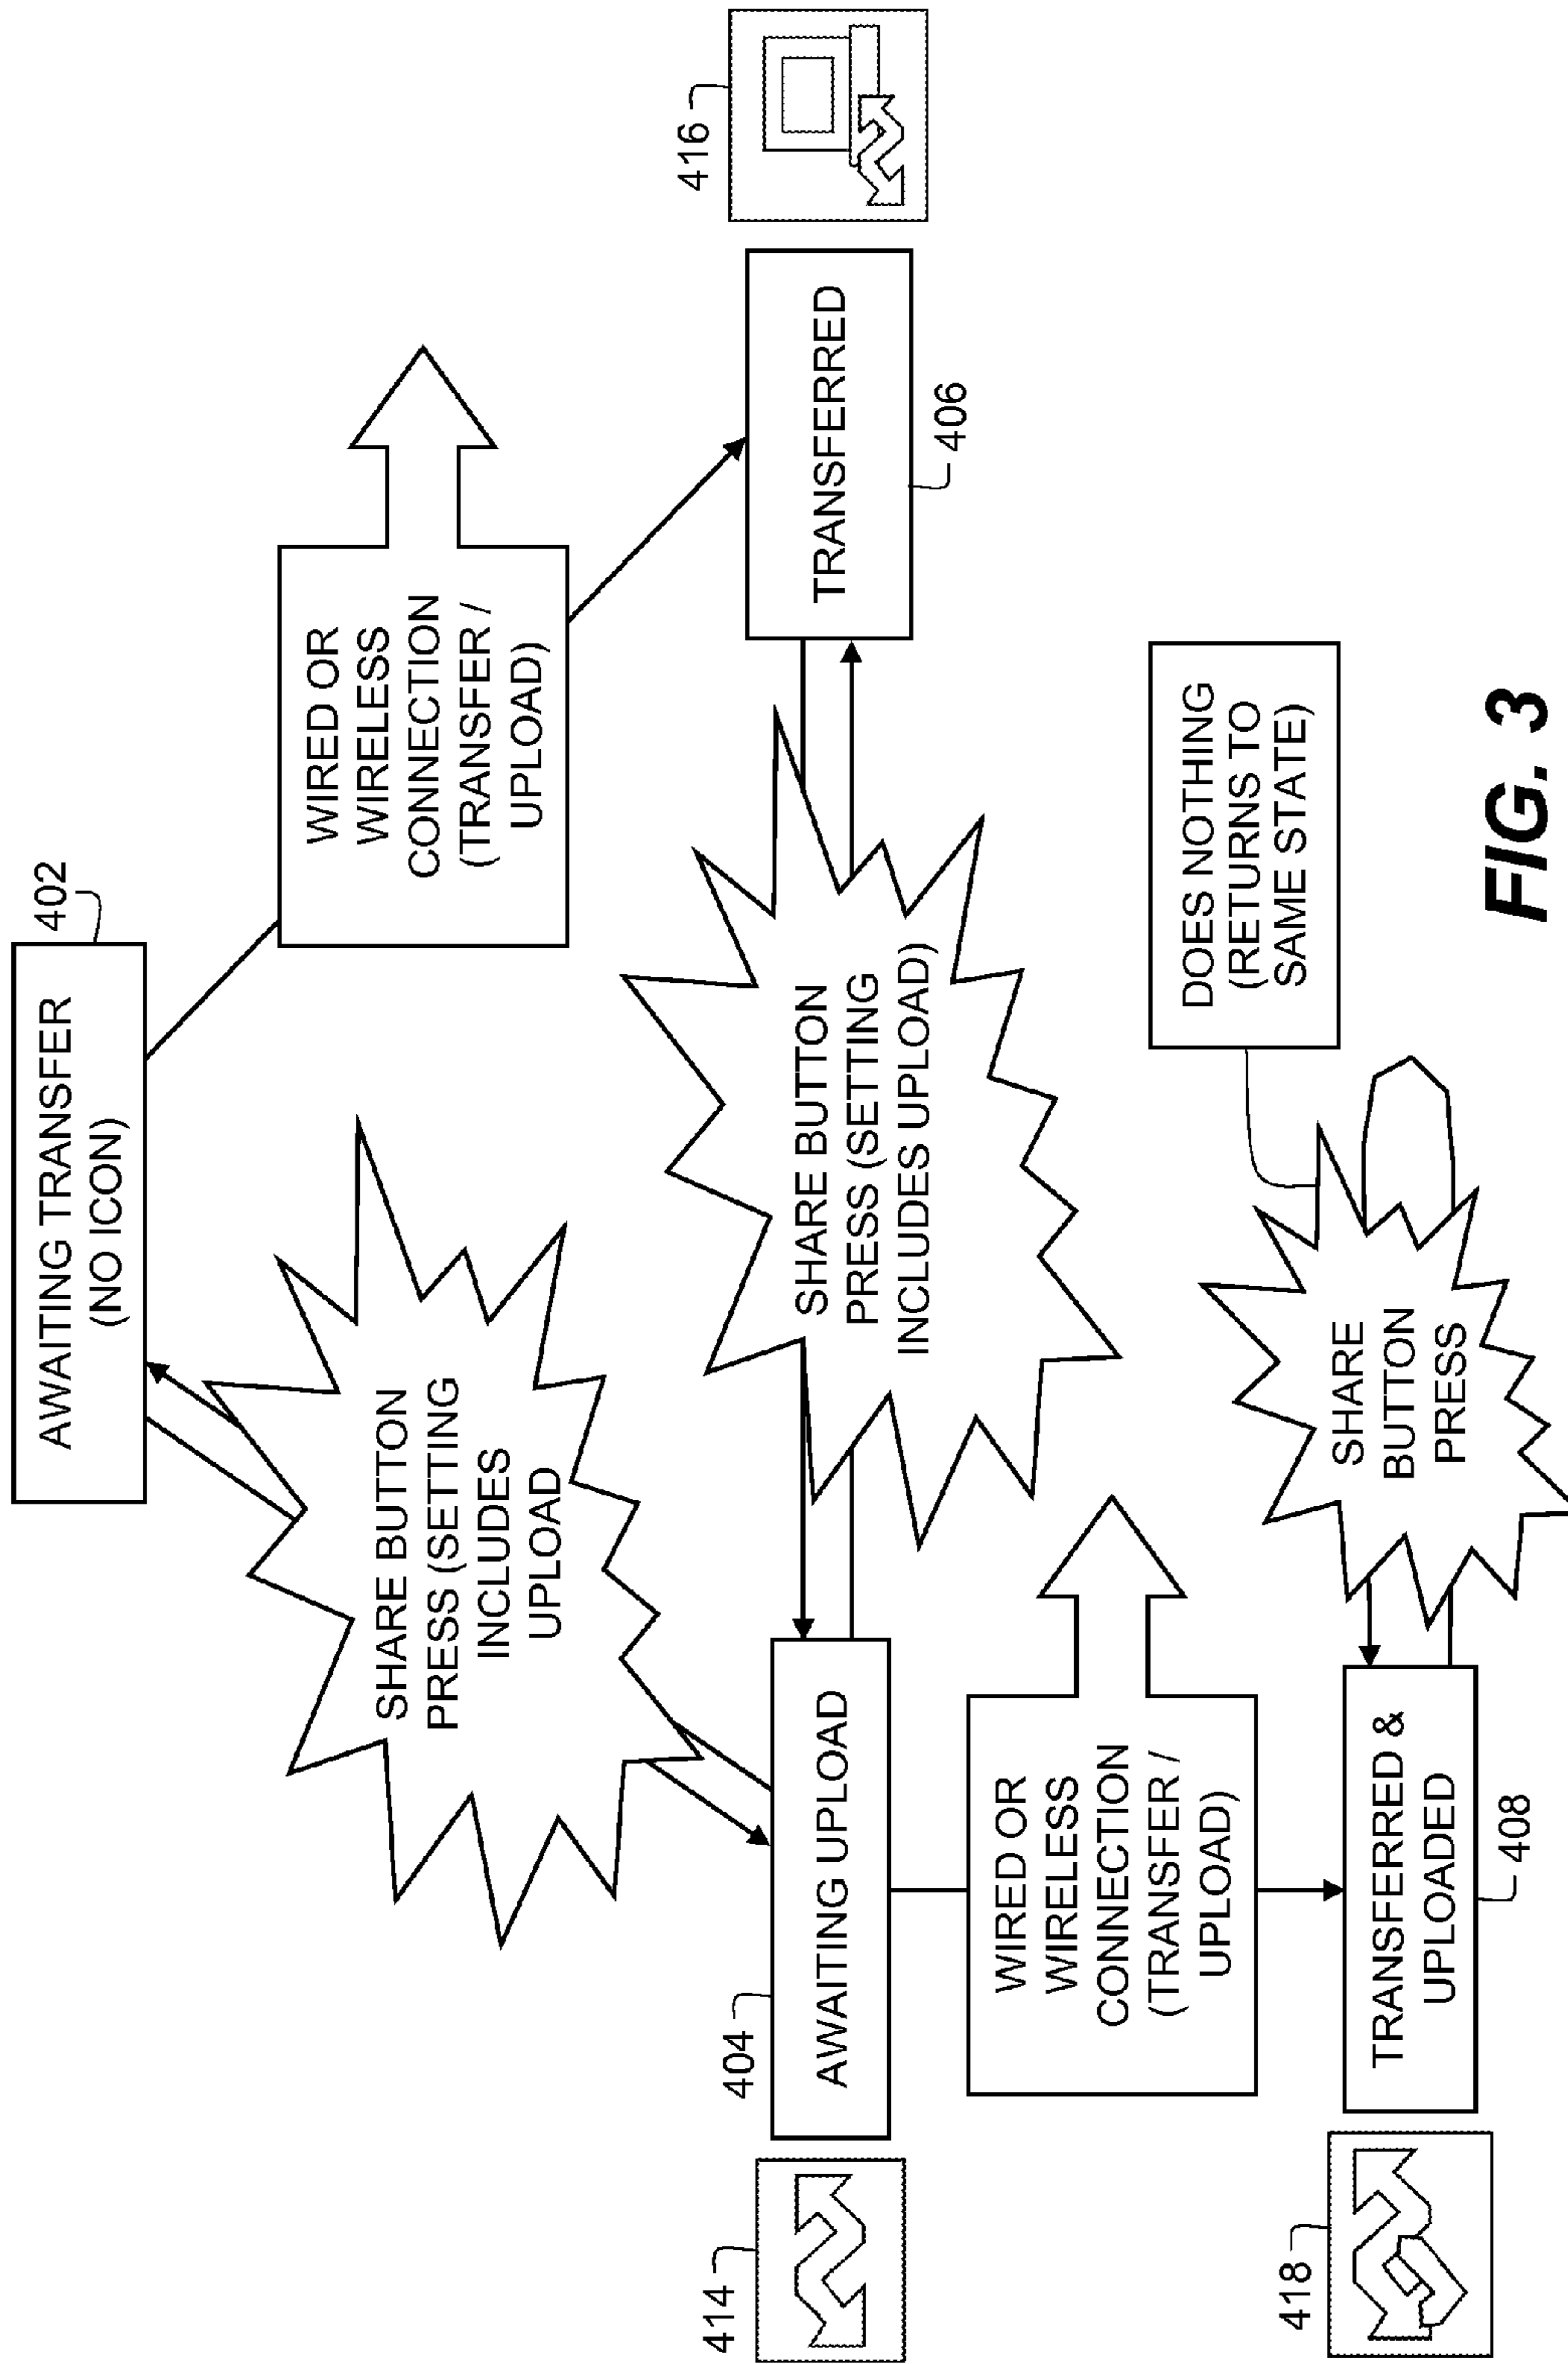 402
AWAITING TRANSFER
(NO ICON)
SHARE BUTTON
PRESS (SETTING
INCLUDES
UPLOAD
WIRED OR
WIRELESS
CONNECTION
(TRANSFER /
UPLOAD)
414
404
AWAITING UPLOAD
SHARE BUTTON
PRESS (SETTING
INCLUDES UPLOAD)
TRANSFERRED
406
416
WIRED OR
WIRELESS
CONNECTION
(TRANSFER /
UPLOAD)
418
TRANSFERRED &
UPLOADED
408
SHARE
BUTTON
PRESS
DOES NOTHING
(RETURNS TO
SAME STATE)
FIG. 3